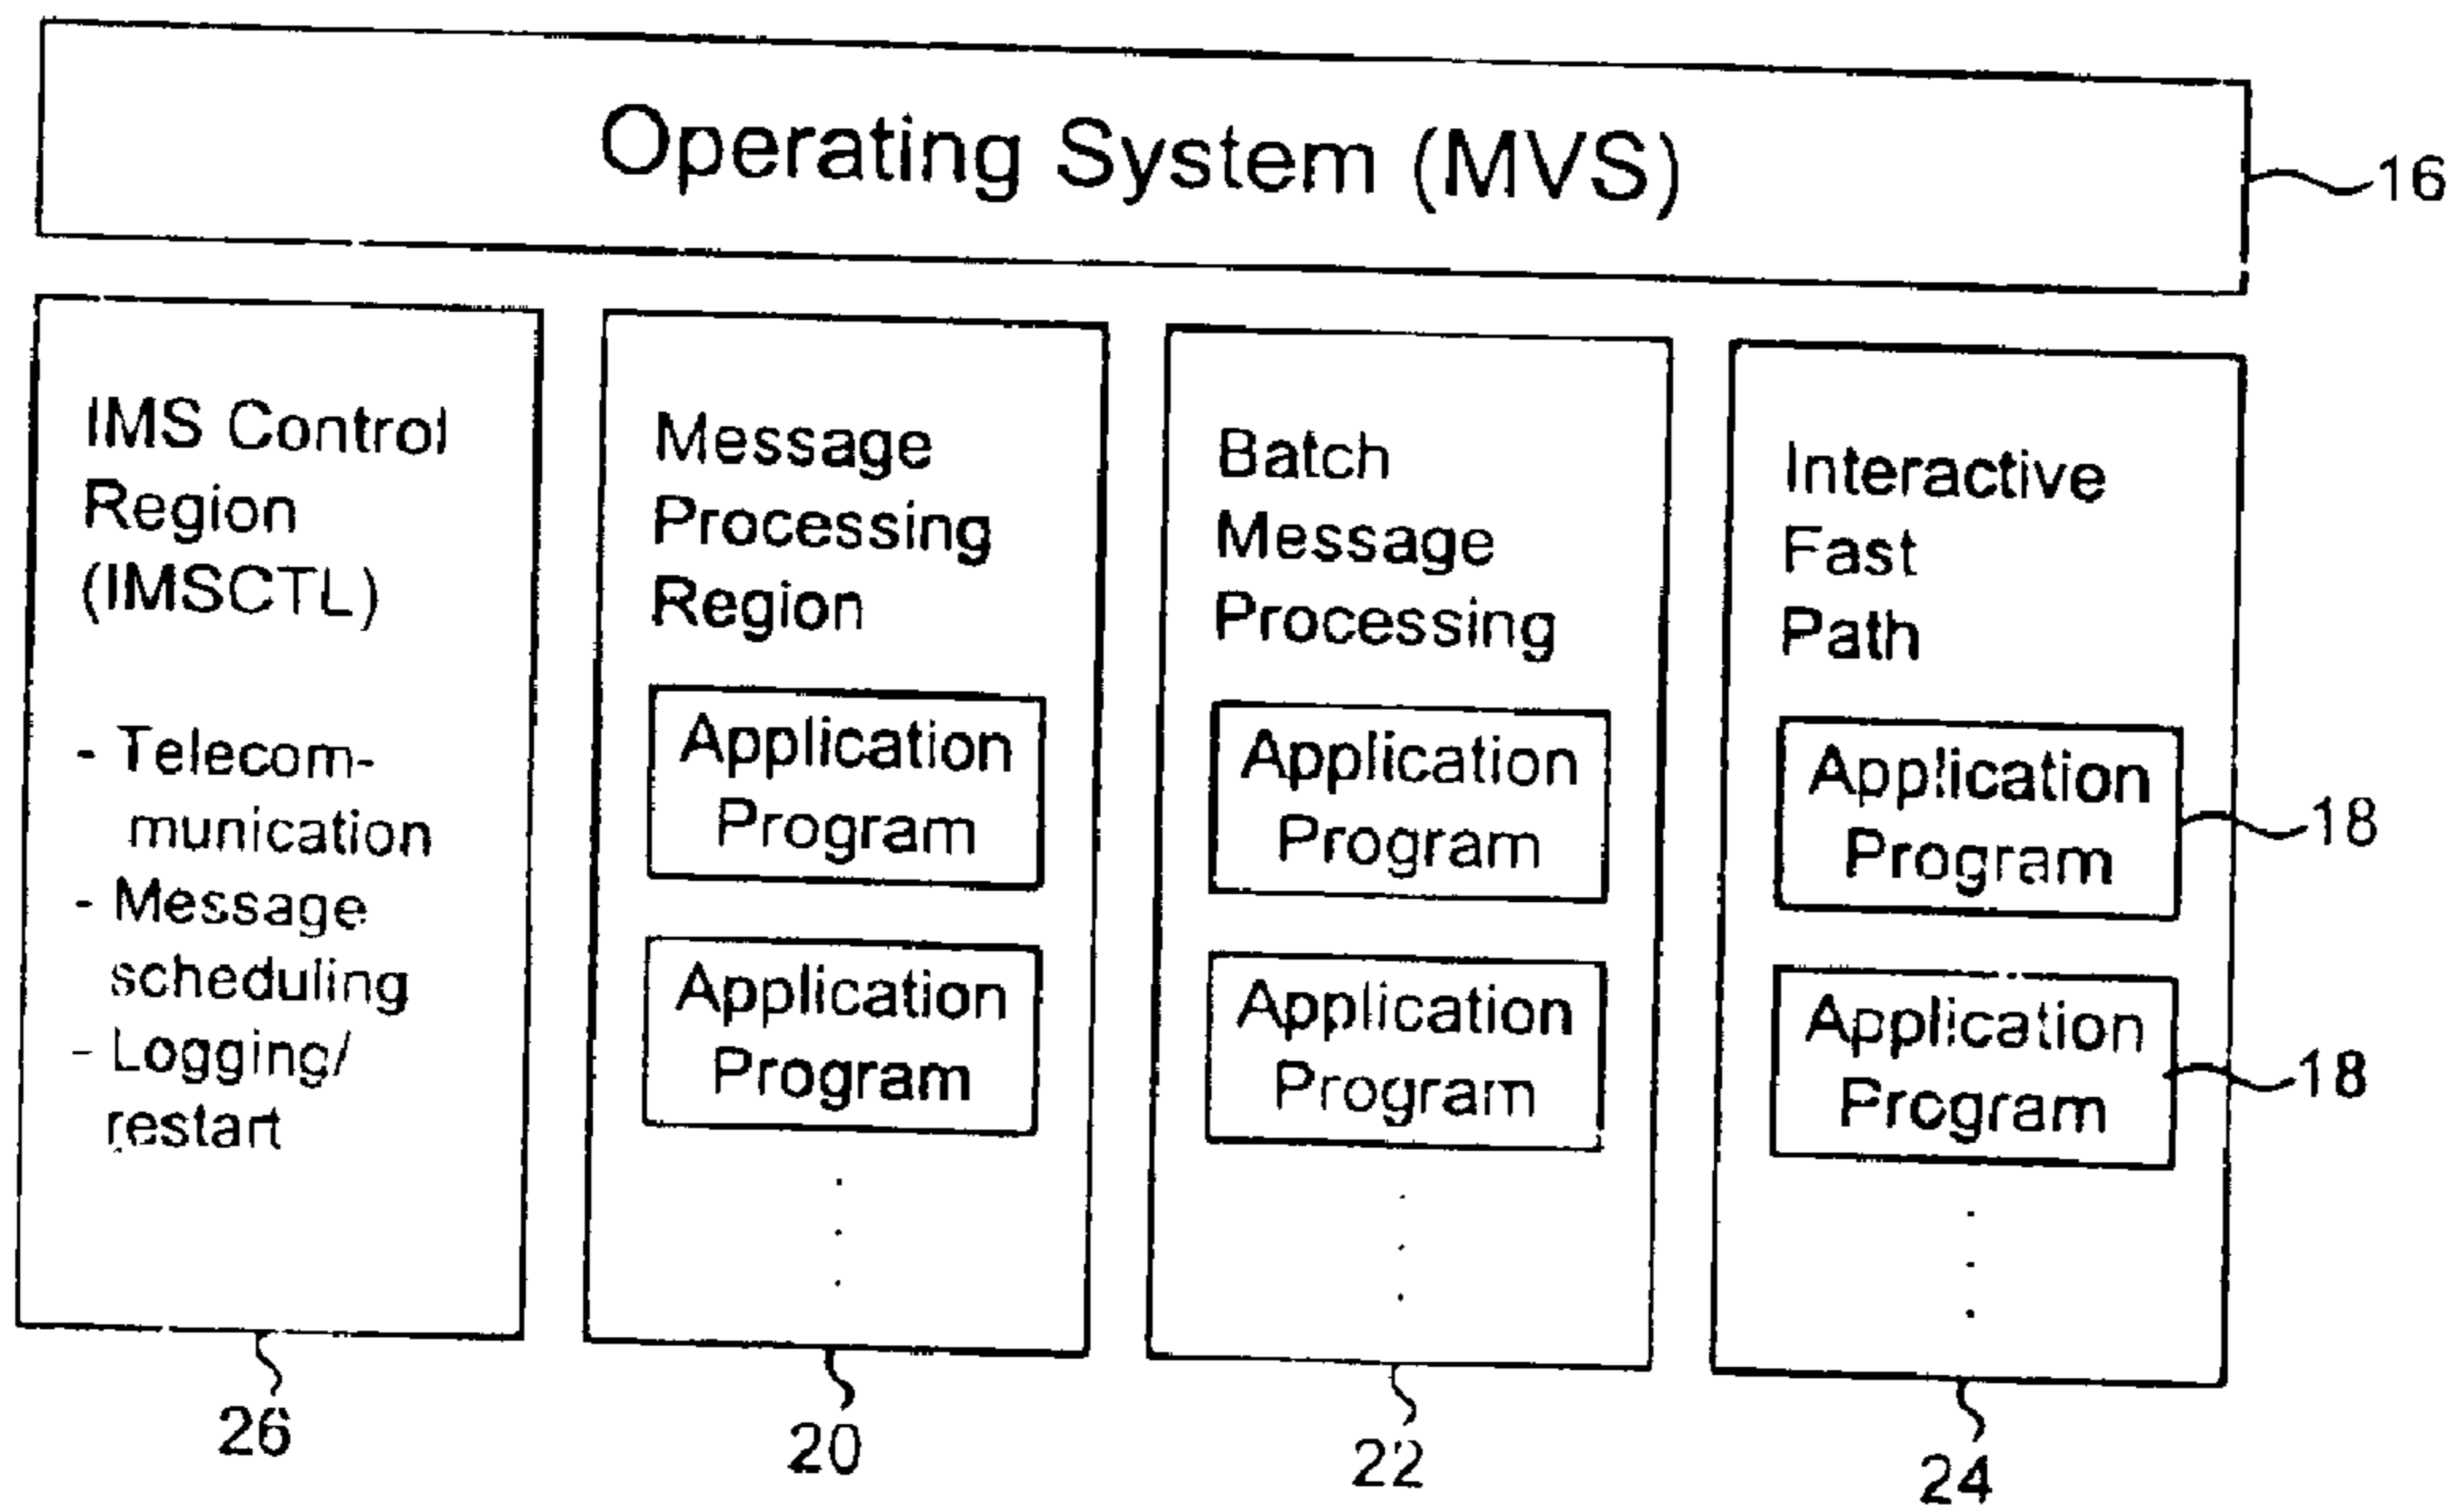 Operating System (MVS)
16
IMS Control
Region
(IMSCTL)
- Telecom-
munication
- Message
scheduling
- Logging/
restart
26
Message
Processing
Region
Application
Program
Application
Program
.
.
.
20
Batch
Message
Processing
Application
Program
Application
Program
.
.
.
22
Interactive
Fast
Path
Application
Program
18
Application
Program
18
.
.
.
24